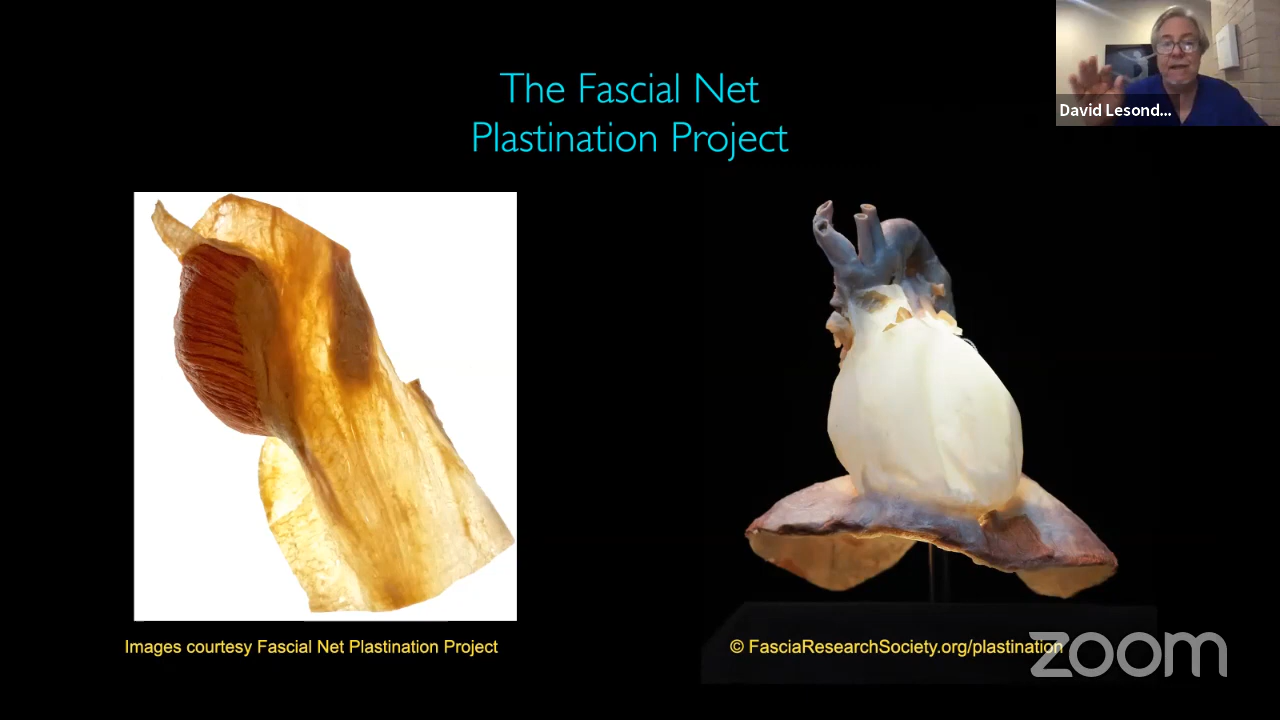 The Fascial Net
Plastination Project
David Lesond...
Images courtesy Fascial Net Plastination Project
© FasciaResearchSociety.org/plastination
zoom